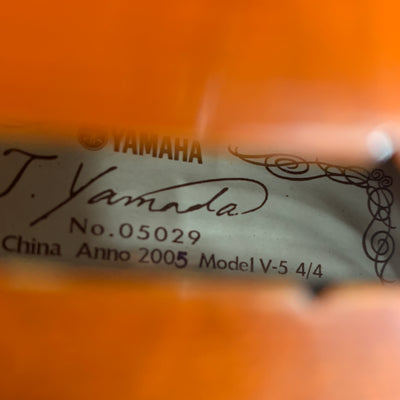 YAMAHA
T. Yamada
No.05029
China Anno 2005 Model V-5 4/4